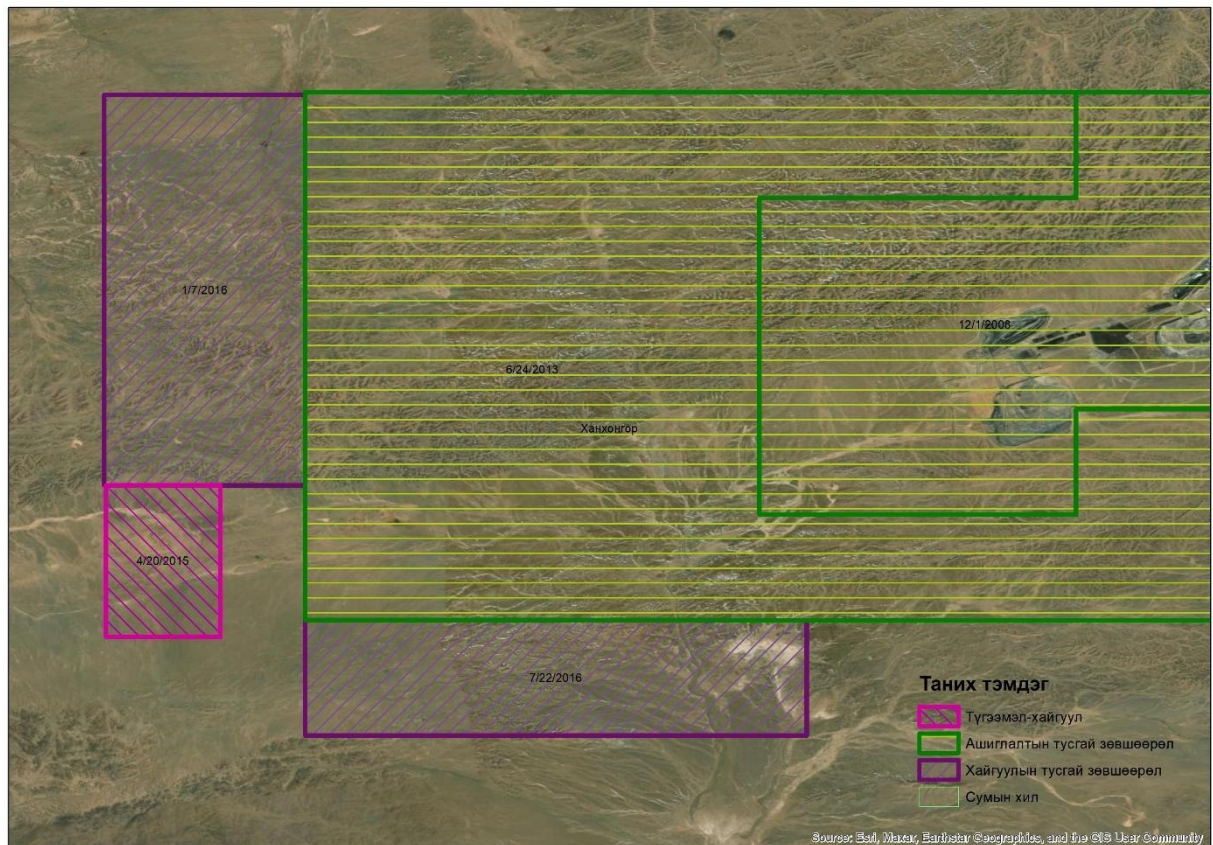 1/7/2016
12/1/2006
6/24/2013
Ханхонгор
4/20/2015
7/22/2016
Таних тэмдэг
Түгээмэл-хайгуул
Ашиглалтын тусгай зөвшөөрөл
Хайгуулын тусгай зөвшөөрөл
Сумын хил
Source: Esri, Maxar, Earthstar Geographics, and the GIS User Community